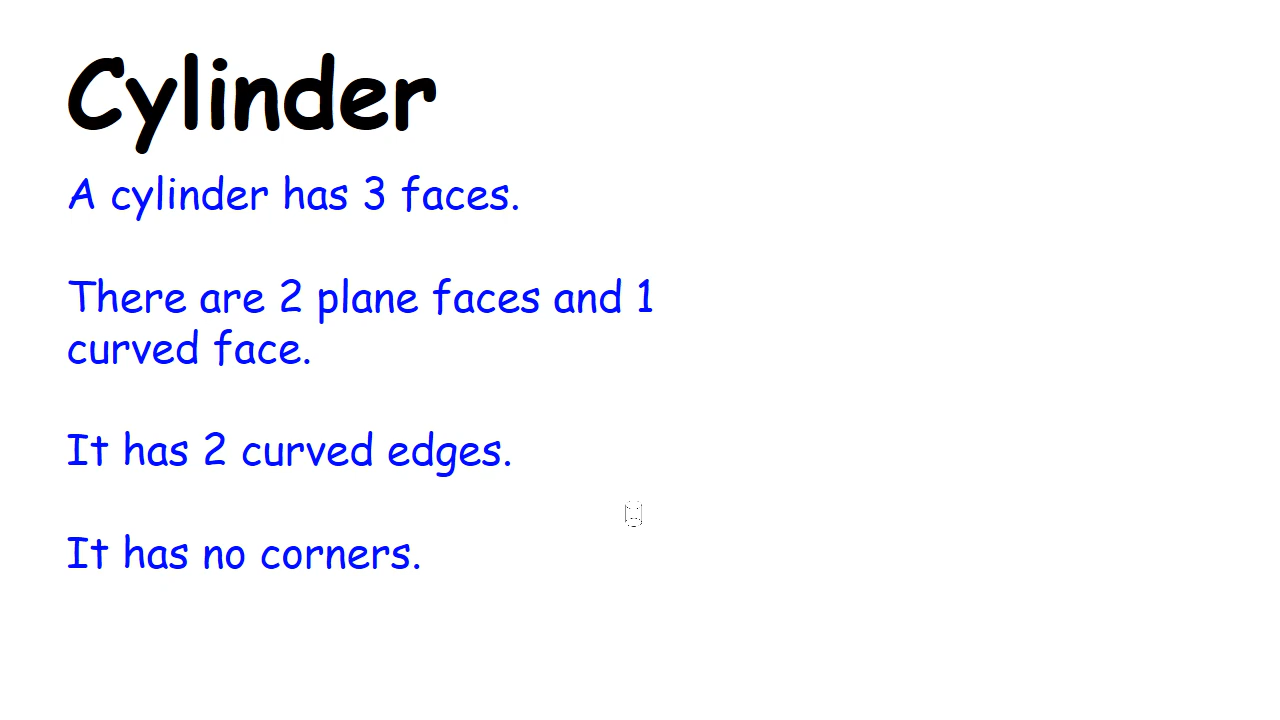 Cylinder
A cylinder has 3 faces.
There are 2 plane faces and 1
curved face.
It has 2 curved edges.
It has no corners.